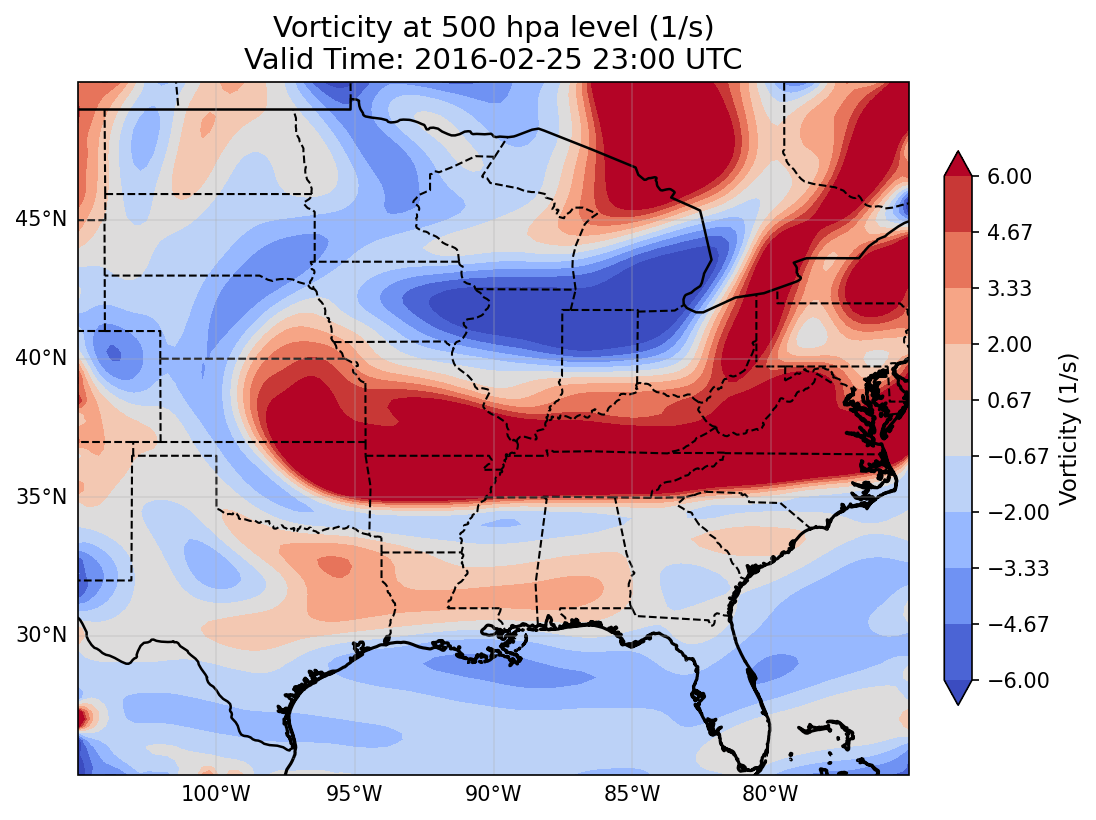 Vorticity at 500 hpa level (1/s)
Valid Time: 2016-02-25 23:00 UTC
45°N
40°N
35°N
30°N
100°W
95°W
90°W
85°W
80°W
6.00
4.67
3.33
2.00
0.67
−0.67
−2.00
−3.33
−4.67
−6.00
Vorticity (1/s)